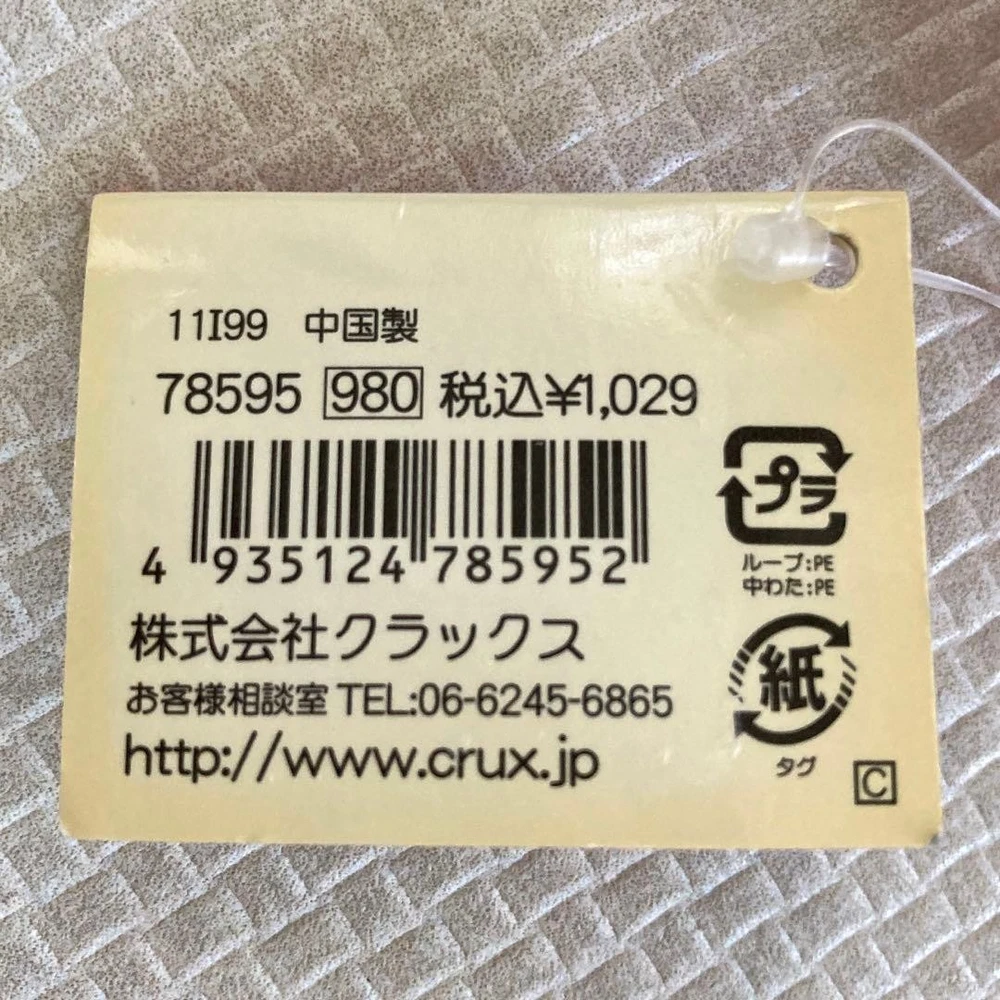 11I99 中国製
78595 980 税込¥1,029
4 935124 785952
株式会社クラックス
お客様相談室 TEL:06-6245-6865
http://www.crux.jp
プラ
ループ:PE
中わた:PE
紙
タグ
C